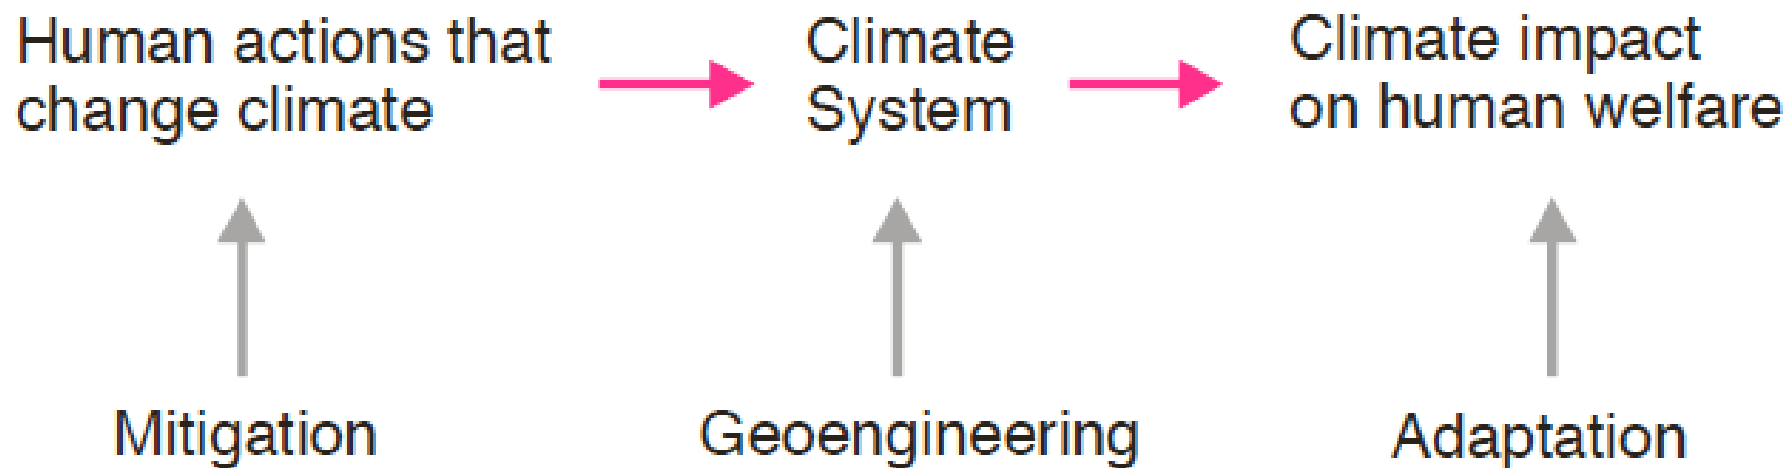 Human actions that
change climate
Climate
System
Climate impact
on human welfare
Mitigation
Geoengineering
Adaptation